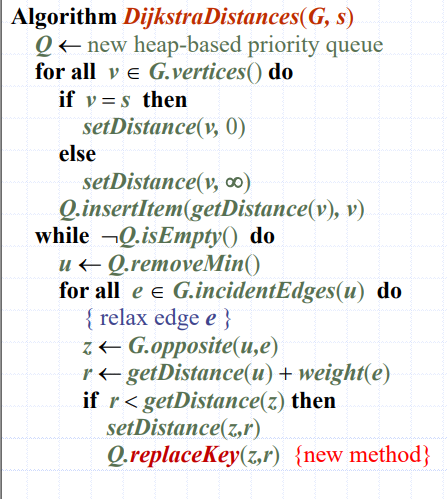 Algorithm DijkstraDistances(G, s)
Q ← new heap-based priority queue
for all v ∈ G.vertices() do
if v = s then
setDistance(v, 0)
else
setDistance(v, ∞)
Q.insertItem(getDistance(v), v)
while ¬Q.isEmpty() do
u ← Q.removeMin()
for all e ∈ G.incidentEdges(u) do
{ relax edge e }
z ← G.opposite(u,e)
r ← getDistance(u) + weight(e)
if r < getDistance(z) then
setDistance(z,r)
Q.replaceKey(z,r) {new method}